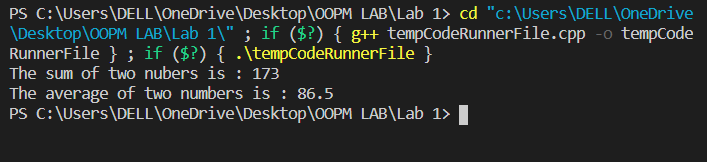 PS C:\Users\DELL\OneDrive\Desktop\OOPM LAB\Lab 1> cd "c:\Users\DELL\OneDrive
\Desktop\OOPM LAB\Lab 1\" ; if ($?) { g++ tempCodeRunnerFile.cpp -o tempCode
RunnerFile } ; if ($?) { .\tempCodeRunnerFile }
The sum of two nubers is : 173
The average of two numbers is : 86.5
PS C:\Users\DELL\OneDrive\Desktop\OOPM LAB\Lab 1>